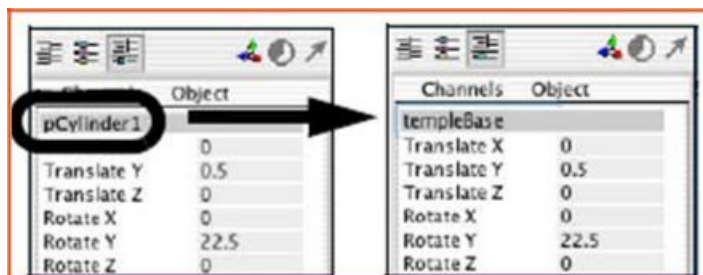 Channels Object
pCylinder1
0
Translate Y 0.5
Translate Z 0
Rotate X 0
Rotate Y 22.5
Rotate Z 0
Channels Object
templeBase
Translate X 0
Translate Y 0.5
Translate Z 0
Rotate X 0
Rotate Y 22.5
Rotate Z 0